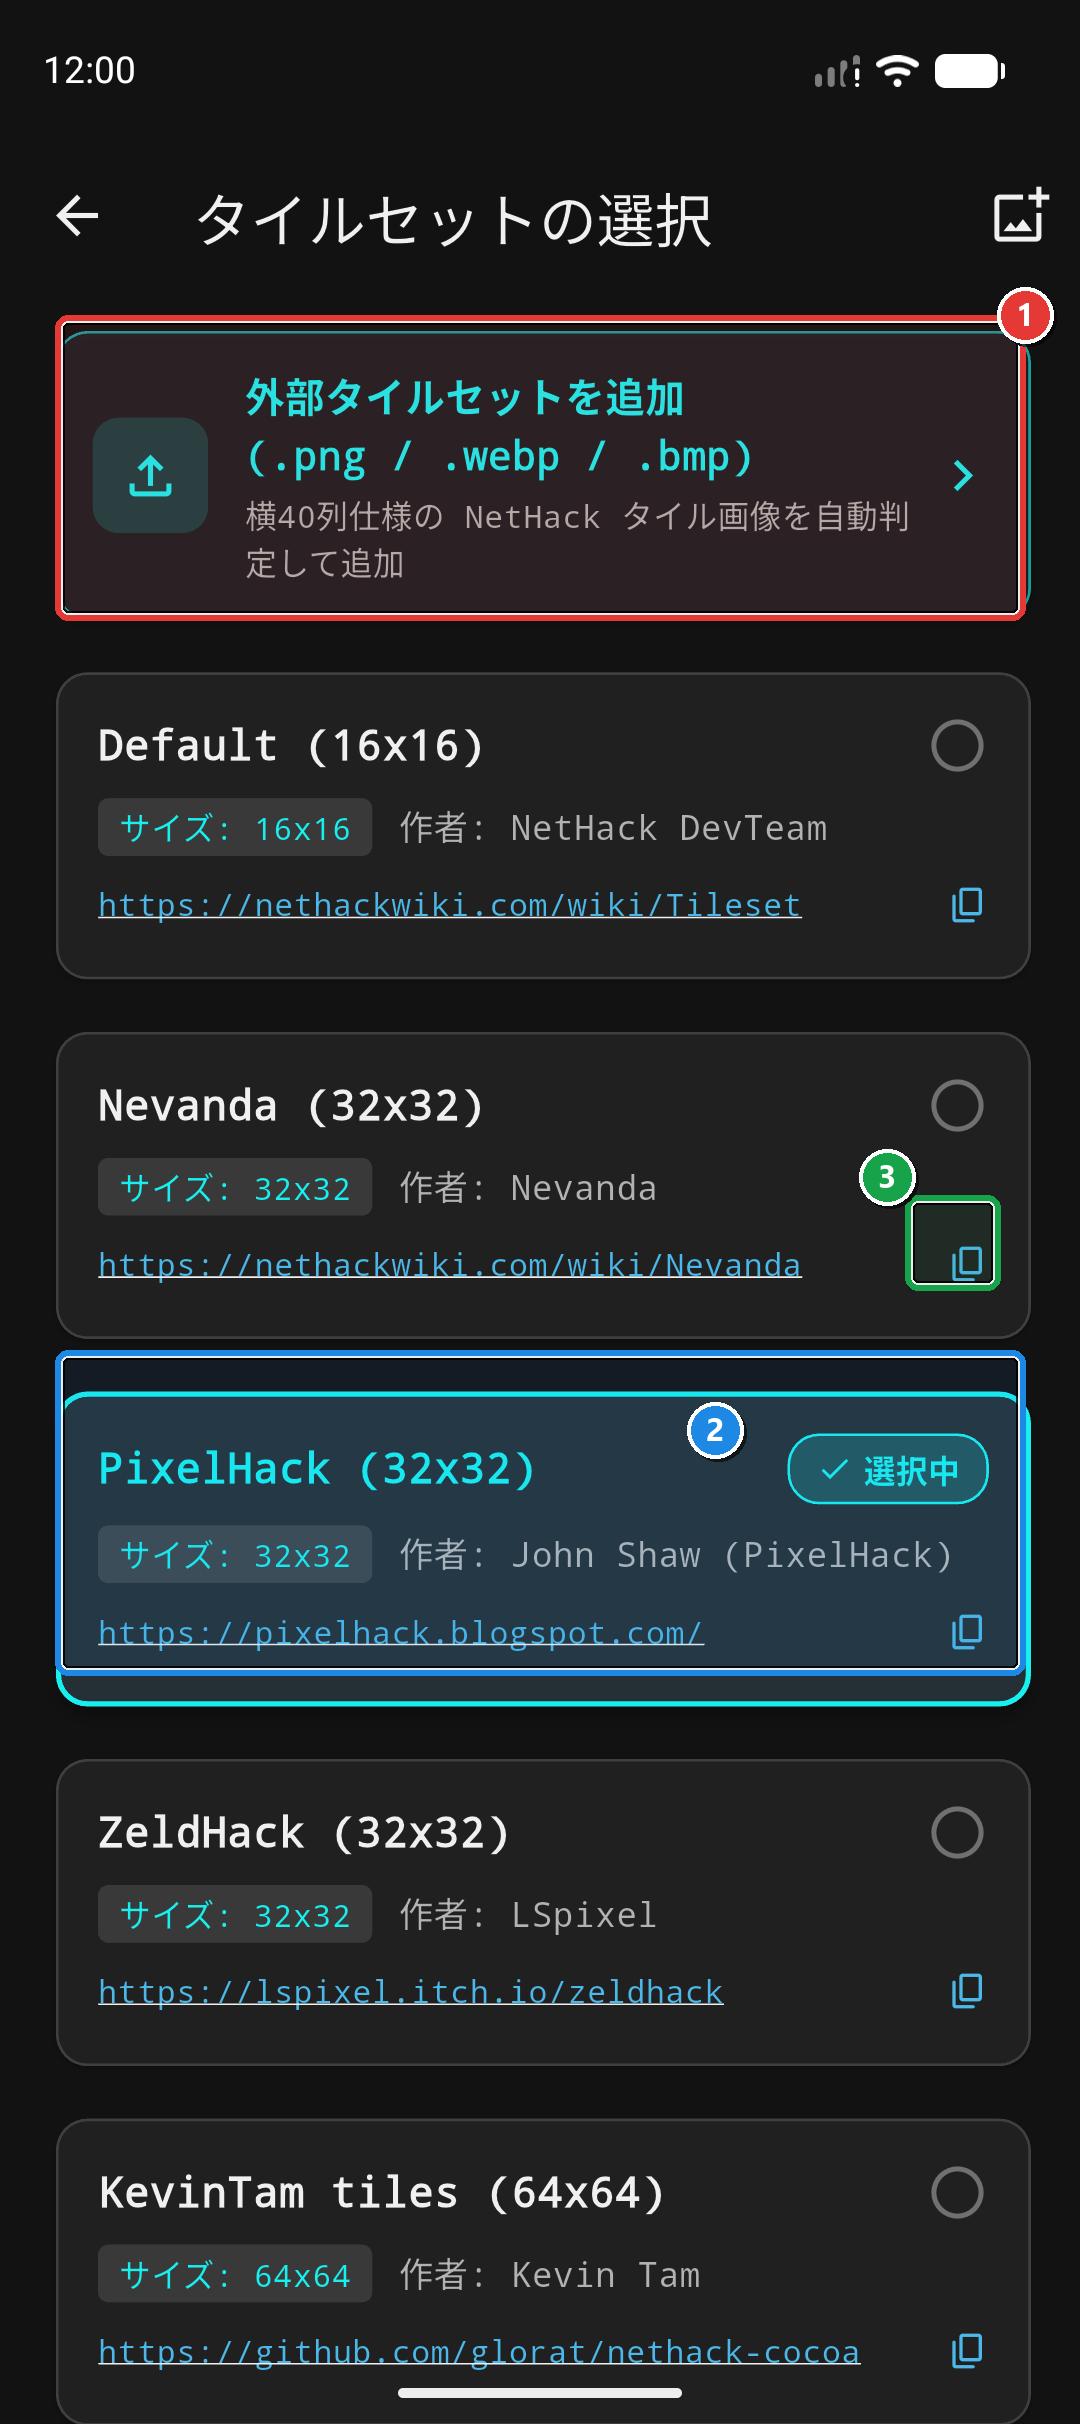 12:00
タイルセットの選択
1
外部タイルセットを追加
(.png / .webp / .bmp)
横40列仕様の NetHack タイル画像を自動判
定して追加
Default (16x16)
サイズ: 16x16 作者: NetHack DevTeam
https://nethackwiki.com/wiki/Tileset
Nevanda (32x32)
サイズ: 32x32 作者: Nevanda
3
https://nethackwiki.com/wiki/Nevanda
2
PixelHack (32x32)
選択中
サイズ: 32x32 作者: John Shaw (PixelHack)
https://pixelhack.blogspot.com/
ZeldHack (32x32)
サイズ: 32x32 作者: LSpixel
https://lspixel.itch.io/zeldhack
KevinTam tiles (64x64)
サイズ: 64x64 作者: Kevin Tam
https://github.com/glorat/nethack-cocoa